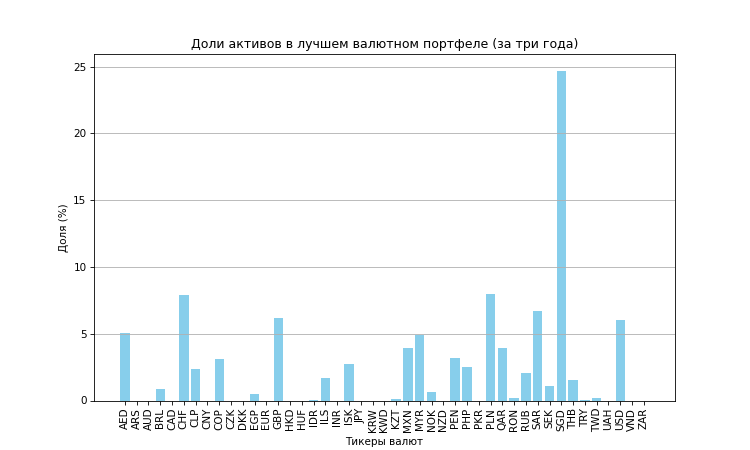 Доли активов в лучшем валютном портфеле (за три года)
Доля (%)
25
20
15
10
5
0
AED ARS AUD BRL CAD CHF CLP CNY COP CZK DKK EGP EUR GBP HKD HUF IDR ILS INR ISK JPY KRW KWD KZT MXN MYR NOK NZD PEN PHP PKR PLN QAR RON RUB SAR SEK SGD THB TRY TWD UAH USD VND ZAR
Тикеры валют